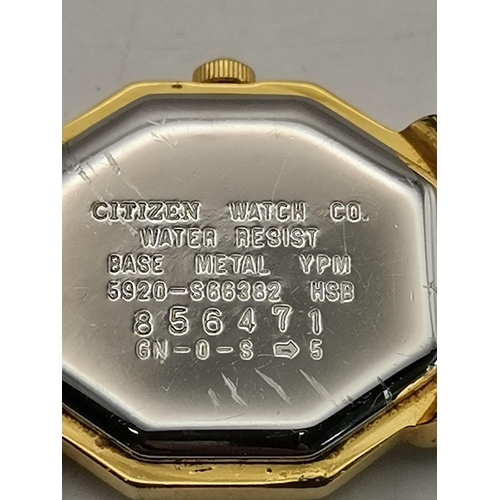 CITIZEN WATCH CO.
WATER RESIST
BASE METAL YPM
5920-S66382 HSB
856471
GN-0-S ⇨ 5